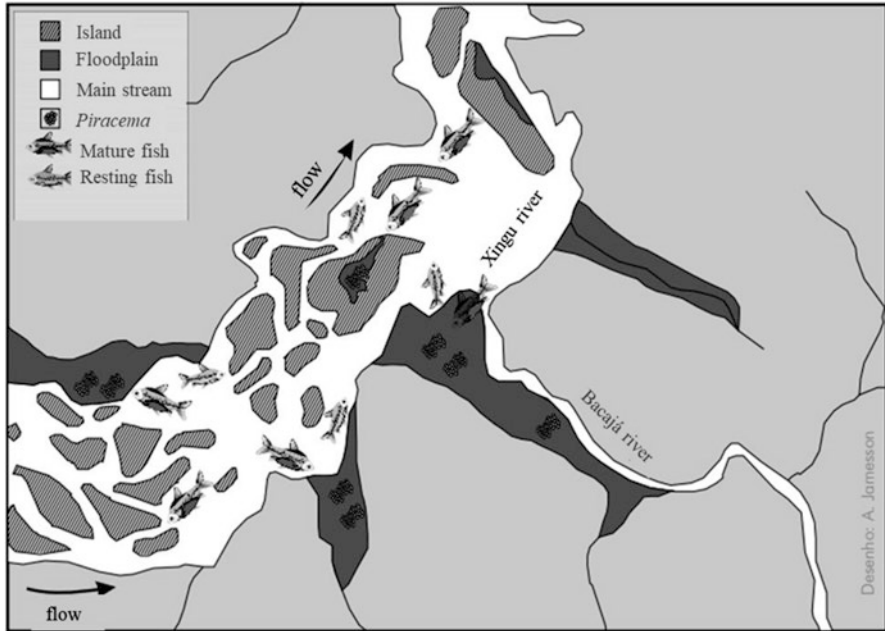 Island
Floodplain
Main stream
Piracema
Mature fish
Resting fish
flow
Xingu river
Bacajá river
flow
Desenho: A. Jamesson